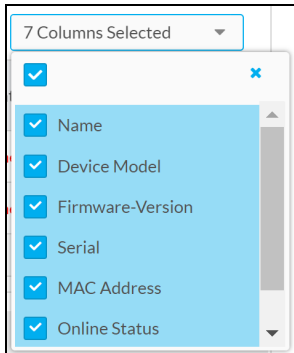 7 Columns Selected
Name
Device Model
Firmware-Version
Serial
MAC Address
Online Status